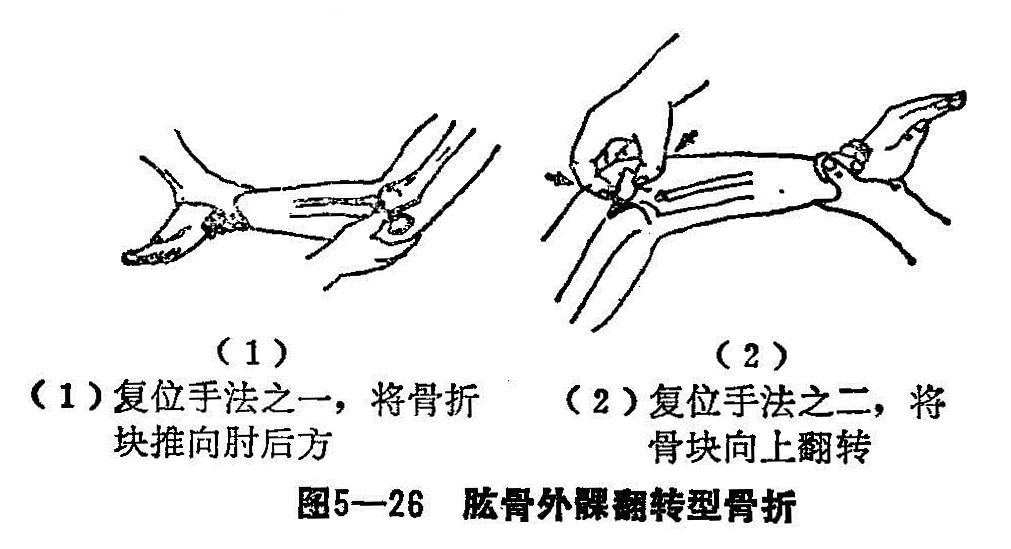 (1)
(2)
(1)复位手法之一，将骨折
块推向肘后方
(2)复位手法之二，将
骨块向上翻转
图5—26 肱骨外髁翻转型骨折